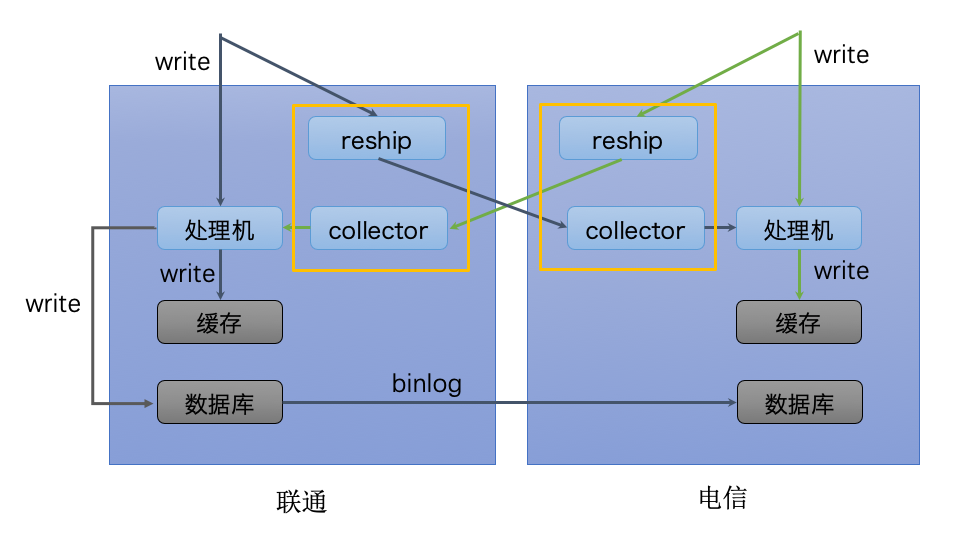 write
write
reship
reship
处理机
collector
collector
处理机
write
write
write
缓存
缓存
binlog
数据库
数据库
联通
电信